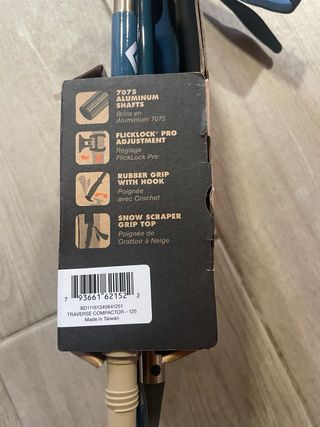 7075
ALUMINUM
SHAFTS
Brins en
Aluminium 7075
FLICKLOCK® PRO
ADJUSTMENT
Réglage
FlickLock Pro
RUBBER GRIP
WITH HOOK
Poignée
avec Crochet
SNOW SCRAPER
GRIP TOP
Poignée de
Grattoir à Neige
7 93661 62152 2
BD11161340641251
TRAVERSE COMPACTOR - 125
Made in Taiwan